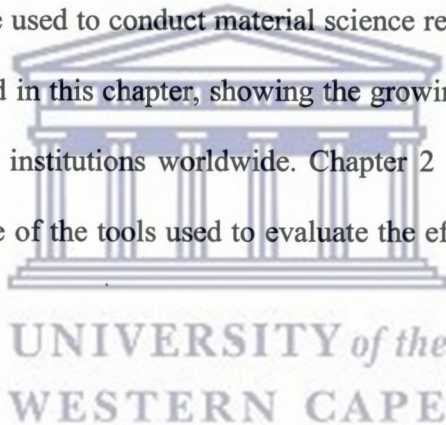 used to conduct material science re
in this chapter, showing the growin
institutions worldwide. Chapter 2
of the tools used to evaluate the ef
UNIVERSITY of the
WESTERN CAPE